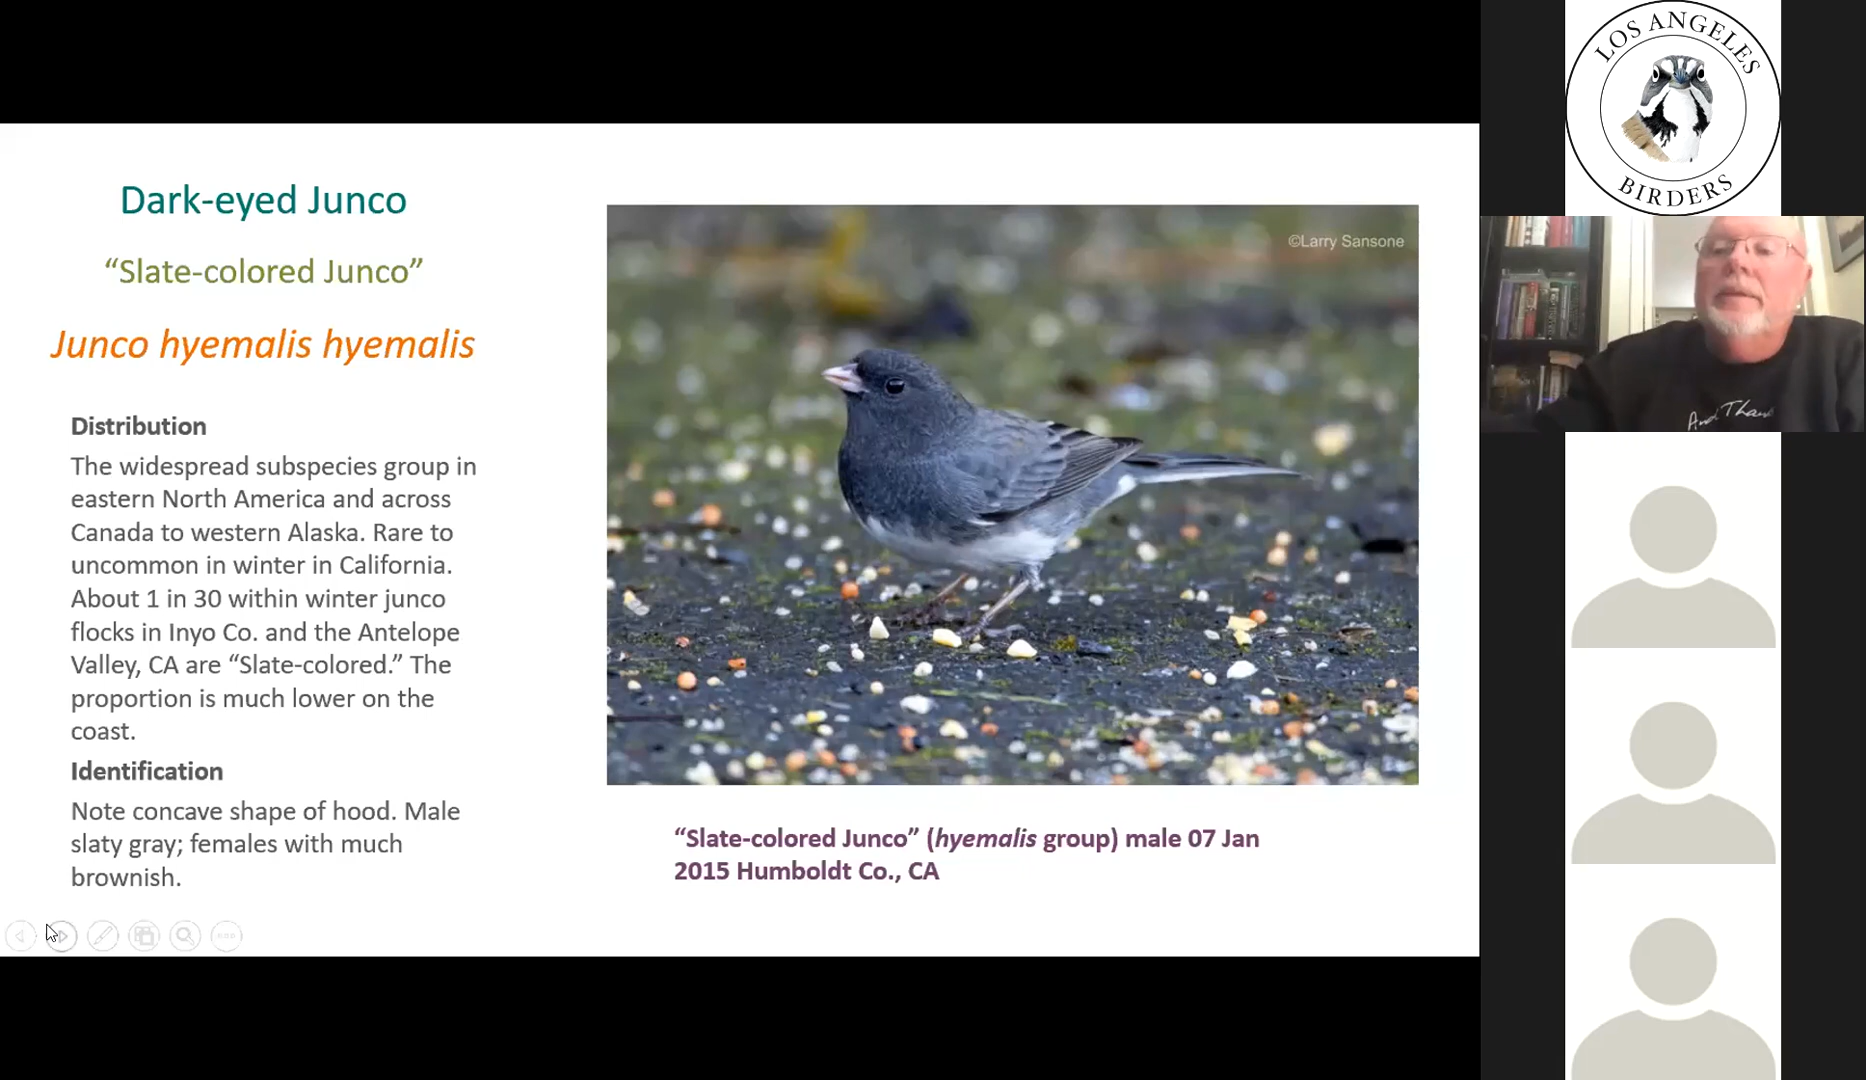 Dark-eyed Junco
“Slate-colored Junco”
Junco hyemalis hyemalis
Distribution
The widespread subspecies group in
eastern North America and across
Canada to western Alaska. Rare to
uncommon in winter in California.
About 1 in 30 within winter junco
flocks in Inyo Co. and the Antelope
Valley, CA are “Slate-colored.” The
proportion is much lower on the
coast.
Identification
Note concave shape of hood. Male
slaty gray; females with much
brownish.
©Larry Sansone
“Slate-colored Junco” (hyemalis group) male 07 Jan
2015 Humboldt Co., CA
LOS ANGELES
BIRDERS
And